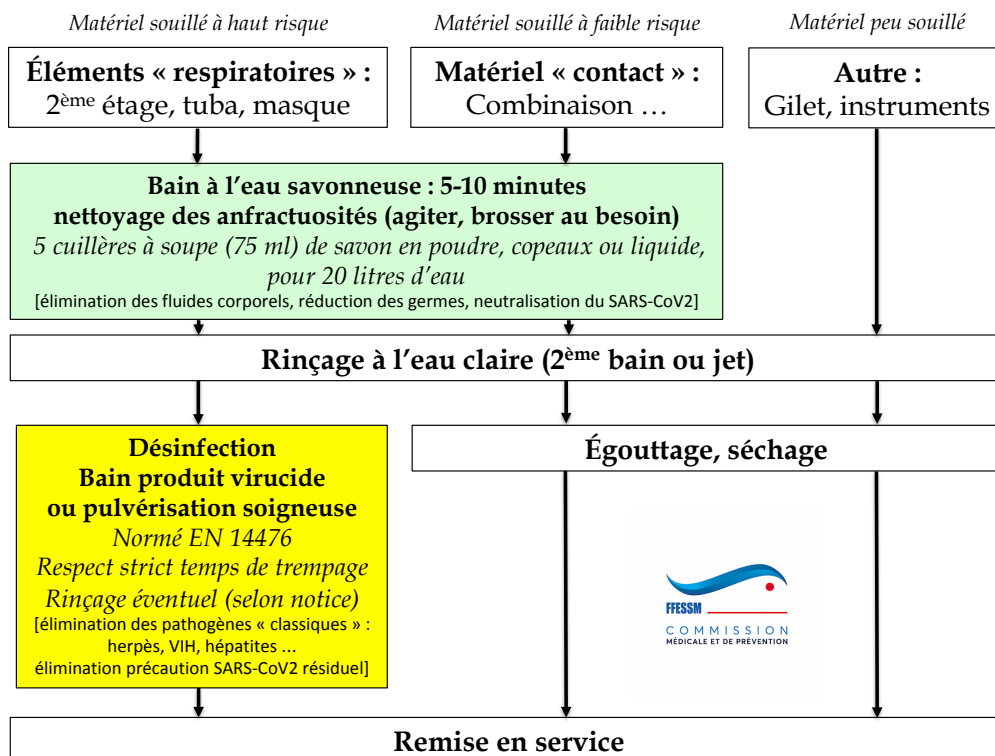 Matériel souillé à haut risque
Matériel souillé à faible risque
Matériel peu souillé
Éléments « respiratoires » :
2ème étage, tuba, masque
Matériel « contact » :
Combinaison …
Autre :
Gilet, instruments
Bain à l’eau savonneuse : 5-10 minutes
nettoyage des anfractuosités (agiter, brosser au besoin)
5 cuillères à soupe (75 ml) de savon en poudre, copeaux ou liquide,
pour 20 litres d’eau
[élimination des fluides corporels, réduction des germes, neutralisation du SARS-CoV2]
Rinçage à l’eau claire (2ème bain ou jet)
Désinfection
Bain produit virucide
ou pulvérisation soigneuse
Normé EN 14476
Respect strict temps de trempage
Rinçage éventuel (selon notice)
[élimination des pathogènes « classiques » :
herpès, VIH, hépatites ...
élimination précaution SARS-CoV2 résiduel]
Égouttage, séchage
FFESSM
COMMISSION
MÉDICALE ET DE PRÉVENTION
Remise en service